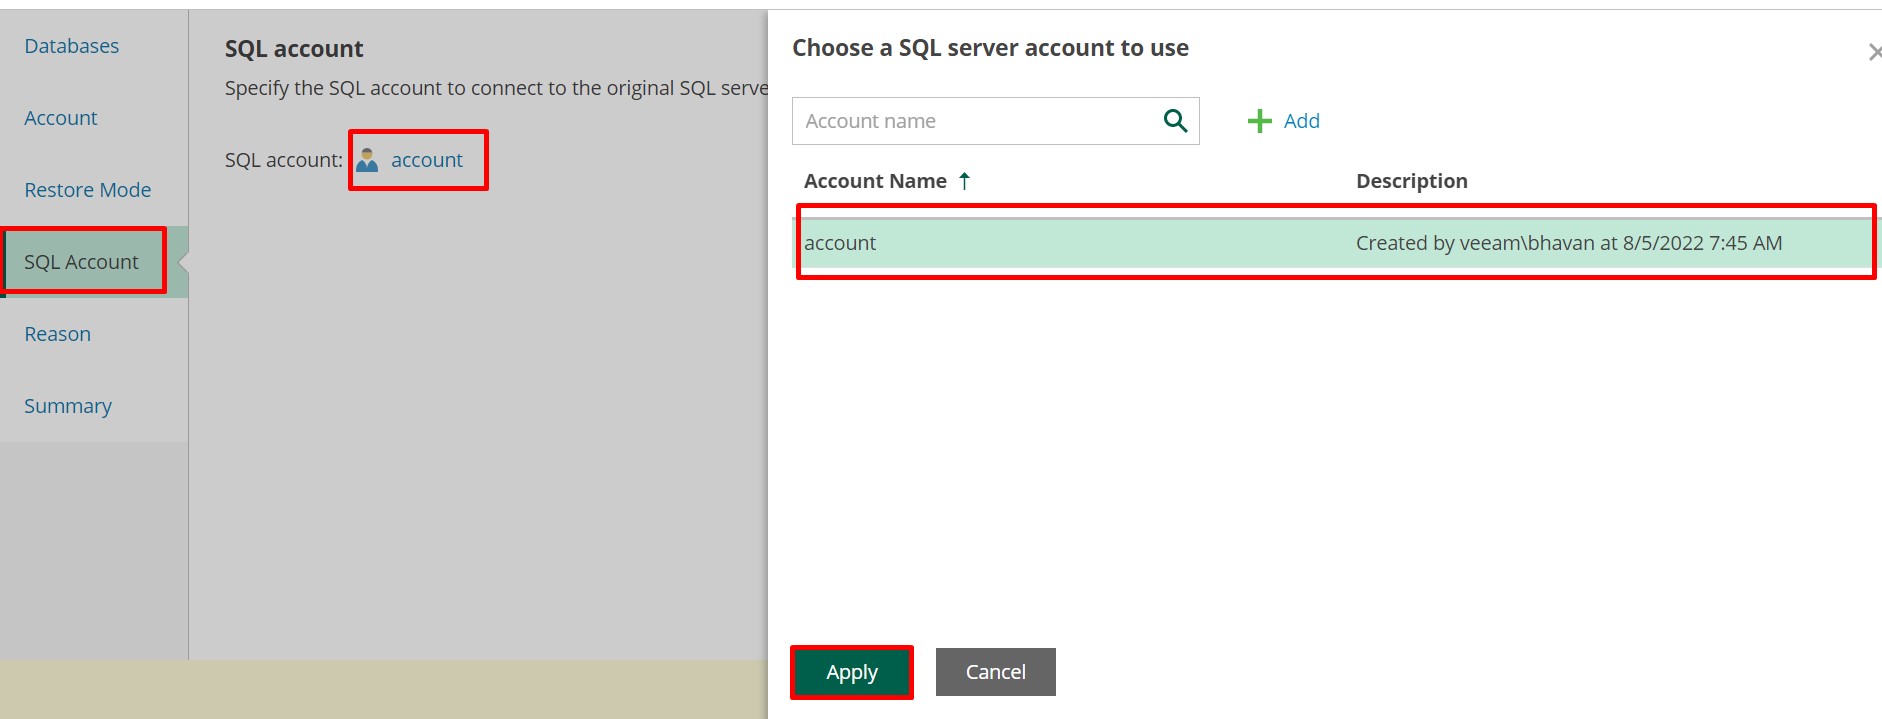 Databases
Account
Restore Mode
SQL Account
Reason
Summary
SQL account
Specify the SQL account to connect to the original SQL serve
SQL account: account
Choose a SQL server account to use
Account name
Add
Account Name ↑ Description
account Created by veeam\bhavan at 8/5/2022 7:45 AM
Apply Cancel